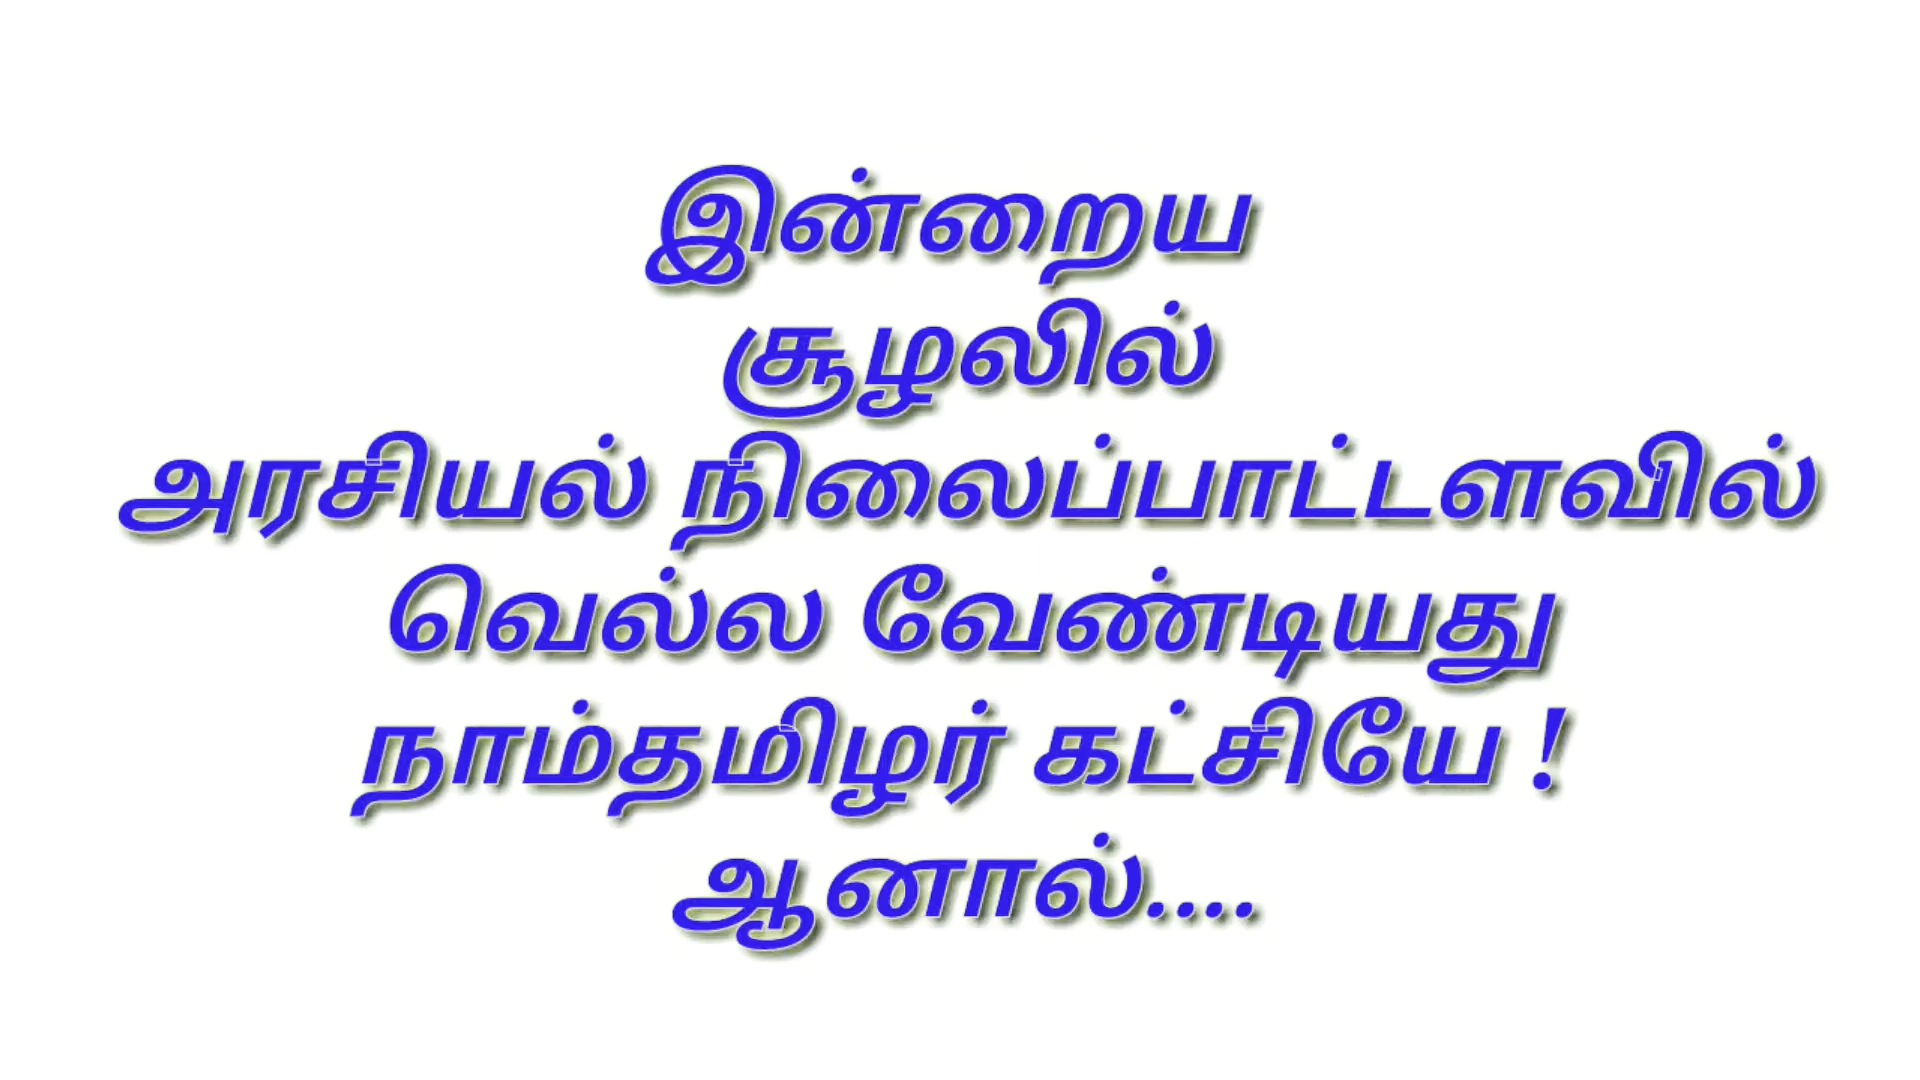 இன்றைய
சூழலில்
அரசியல் நிலைப்பாட்டளவில்
வெல்ல வேண்டியது
நாம்தமிழர் கட்சியே !
ஆனால்....